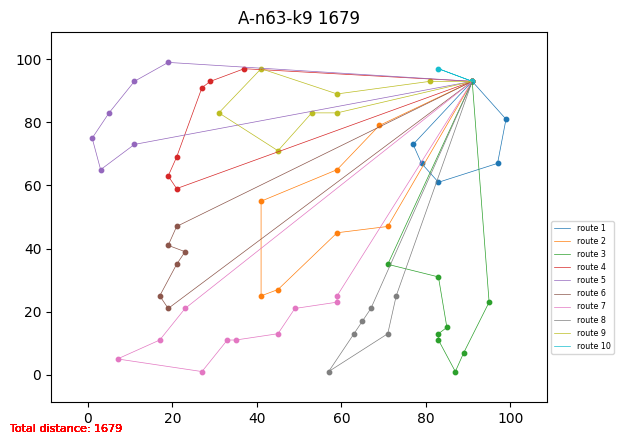 A-n63-k9 1679
100
80
60
40
20
0
0 20 40 60 80 100
route 1
route 2
route 3
route 4
route 5
route 6
route 7
route 8
route 9
route 10
Total distance: 1679